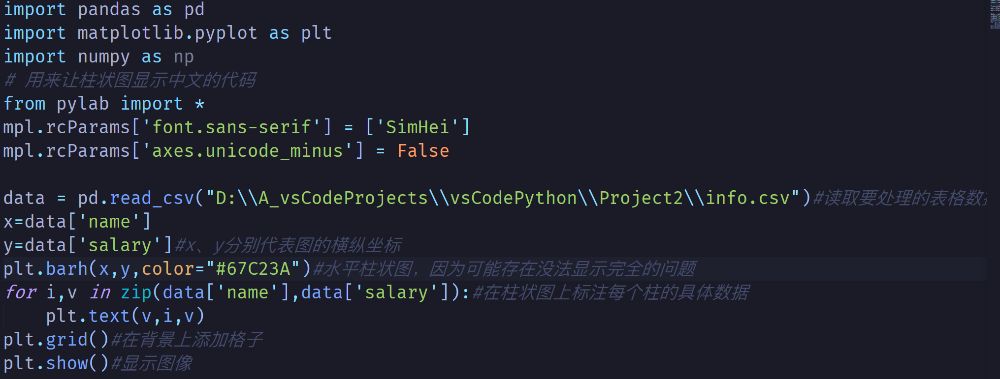 import pandas as pd
import matplotlib.pyplot as plt
import numpy as np
# 用来让柱状图显示中文的代码
from pylab import *
mpl.rcParams['font.sans-serif'] = ['SimHei']
mpl.rcParams['axes.unicode_minus'] = False
data = pd.read_csv("D:\\A_vsCodeProjects\\vsCodePython\\Project2\\info.csv")#读取要处理的表格数
x=data['name']
y=data['salary']#x、y分别代表图的横纵坐标
plt.barh(x,y,color="#67C23A")#水平柱状图，因为可能存在没法显示完全的问题
for i,v in zip(data['name'],data['salary']):#在柱状图上标注每个柱的具体数据
    plt.text(v,i,v)
plt.grid()#在背景上添加格子
plt.show()#显示图像